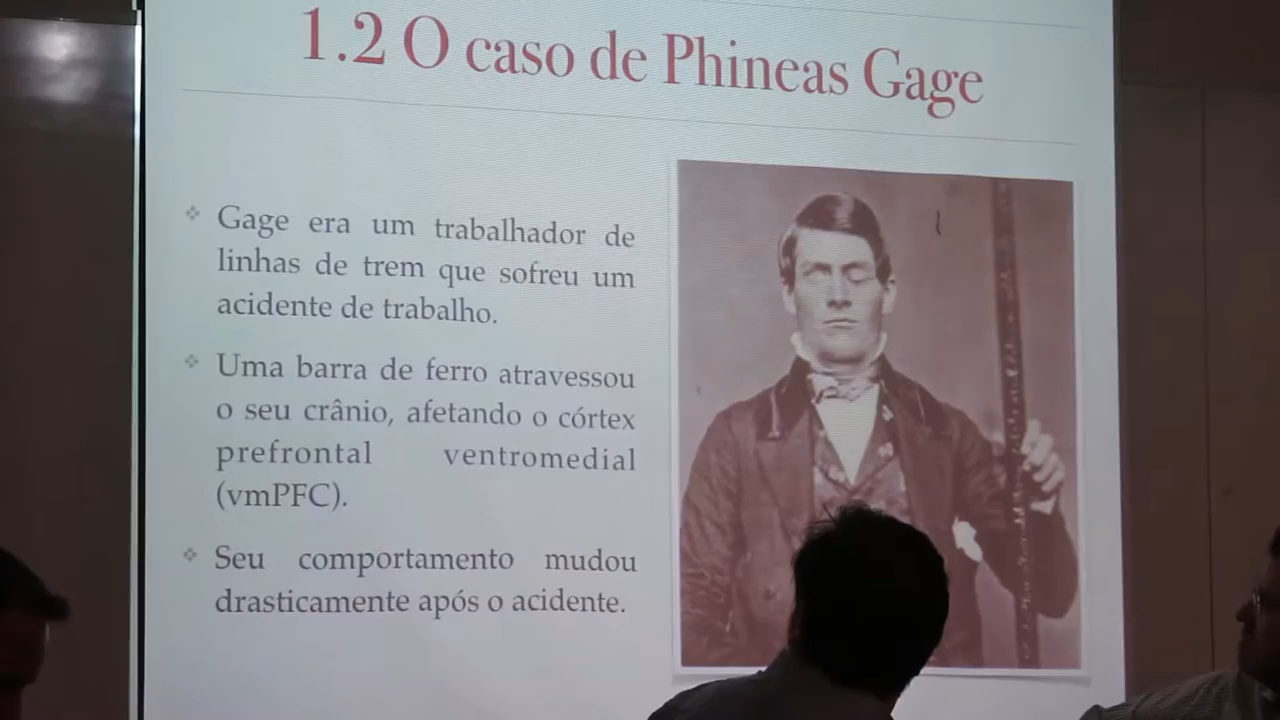 1.2 O caso de Phineas Gage
Gage era um trabalhador de
linhas de trem que sofreu um
acidente de trabalho.
Uma barra de ferro atravessou
o seu crânio, afetando o córtex
prefrontal ventromedial
(vmPFC).
Seu comportamento mudou
drasticamente após o acidente.